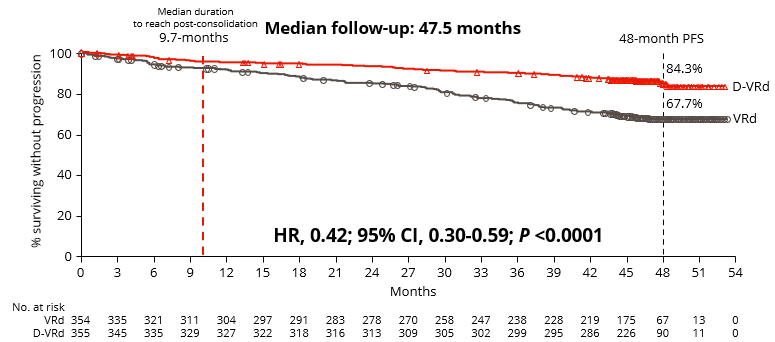 Median duration
to reach post-consolidation
9.7-months
Median follow-up: 47.5 months
48-month PFS
84.3%
D-VRd
67.7%
VRd
% surviving without progression
100
80
60
40
20
0
HR, 0.42; 95% CI, 0.30-0.59; P <0.0001
0 3 6 9 12 15 18 21 24 27 30 33 36 39 42 45 48 51 54
Months
No. at risk
VRd 354 335 321 311 304 297 291 283 278 270 258 247 238 228 219 175 67 13 0
D-VRd 355 345 335 329 327 322 318 316 313 309 305 302 299 295 286 226 90 11 0